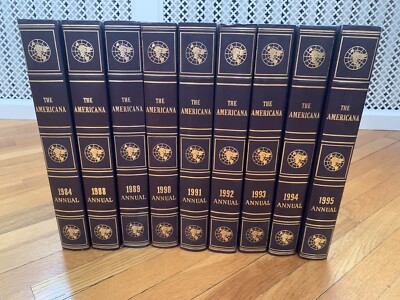 THE
AMERICANA
1984
ANNUAL
THE
AMERICANA
1988
ANNUAL
THE
AMERICANA
1989
ANNUAL
THE
AMERICANA
1990
ANNUAL
THE
AMERICANA
1991
ANNUAL
THE
AMERICANA
1992
ANNUAL
THE
AMERICANA
1993
ANNUAL
THE
AMERICANA
1994
ANNUAL
THE
AMERICANA
1995
ANNUAL